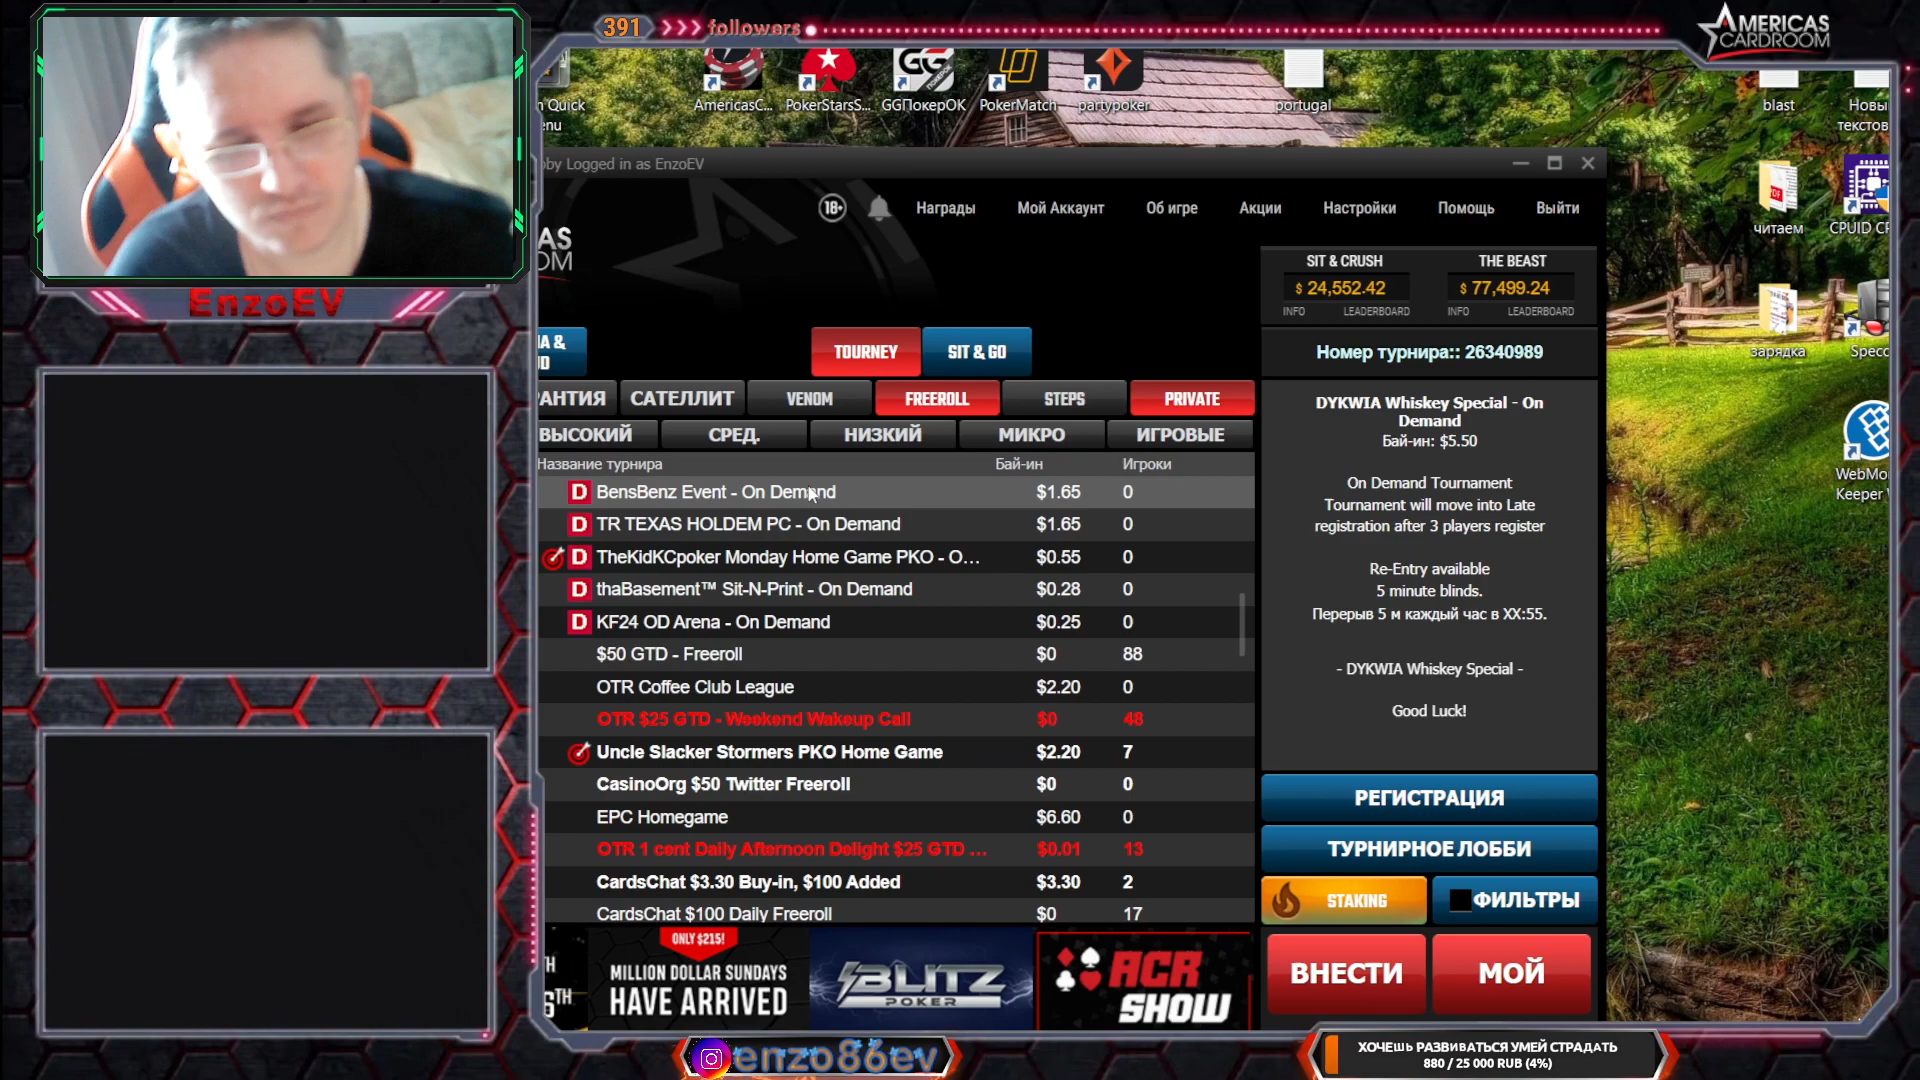 391 >>> followers
AMERICAS
CARDROOM
n Quick
enu
AmericasC...
PokerStarsS...
GGПокерОК
PokerMatch
partypoker
portugal
blast
Новы
текстов
читаем
CPUID CP
зарядка
Specc
WebMo
Keeper W
EnzoEV
by Logged in as EnzoEV
18+
Награды
Мой Аккаунт
Об игре
Акции
Настройки
Помощь
Выйти
AS
OM
SIT & CRUSH
$ 24,552.42
INFO LEADERBOARD
THE BEAST
$ 77,499.24
INFO LEADERBOARD
A &
D
TOURNEY
SIT & GO
Номер турнира:: 26340989
АНТИЯ
САТЕЛЛИТ
VENOM
FREEROLL
STEPS
PRIVATE
ВЫСОКИЙ
СРЕД.
НИЗКИЙ
МИКРО
ИГРОВЫЕ
Название турнира Бай-ин Игроки
D BensBenz Event - On Demand $1.65 0
D TR TEXAS HOLDEM PC - On Demand $1.65 0
D TheKidKCpoker Monday Home Game PKO - O... $0.55 0
D thaBasement™ Sit-N-Print - On Demand $0.28 0
D KF24 OD Arena - On Demand $0.25 0
$50 GTD - Freeroll $0 88
OTR Coffee Club League $2.20 0
OTR $25 GTD - Weekend Wakeup Call $0 48
Uncle Slacker Stormers PKO Home Game $2.20 7
CasinoOrg $50 Twitter Freeroll $0 0
EPC Homegame $6.60 0
OTR 1 cent Daily Afternoon Delight $25 GTD ... $0.01 13
CardsChat $3.30 Buy-in, $100 Added $3.30 2
CardsChat $100 Daily Freeroll $0 17
DYKWIA Whiskey Special - On
Demand
Бай-ин: $5.50
On Demand Tournament
Tournament will move into Late
registration after 3 players register
Re-Entry available
5 minute blinds.
Перерыв 5 м каждый час в XX:55.
- DYKWIA Whiskey Special -
Good Luck!
РЕГИСТРАЦИЯ
ТУРНИРНОЕ ЛОББИ
STAKING
ФИЛЬТРЫ
ВНЕСТИ
МОЙ
H
6TH
ONLY $215!
MILLION DOLLAR SUNDAYS
HAVE ARRIVED
BLITZ
POKER
ACR
SHOW
enzo86ev
ХОЧЕШЬ РАЗВИВАТЬСЯ УМЕЙ СТРАДАТЬ
880 / 25 000 RUB (4%)